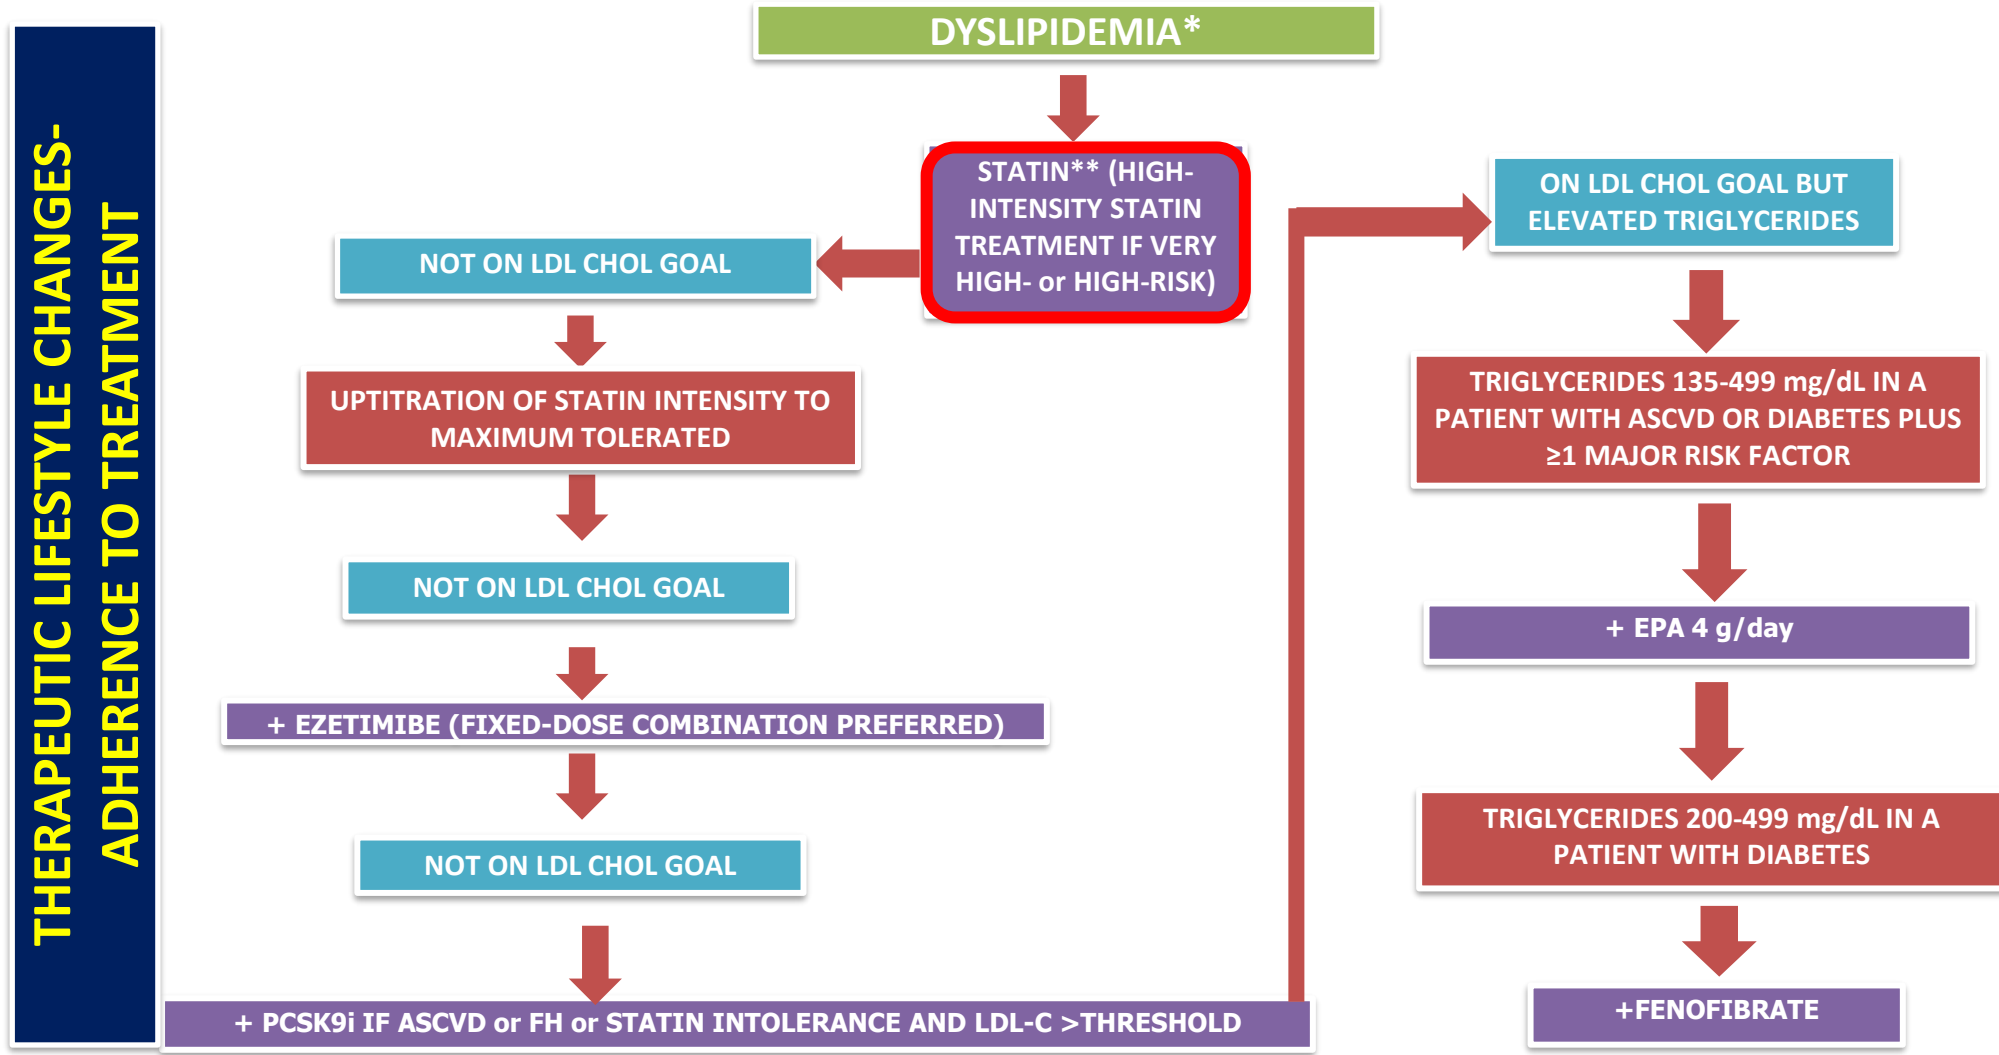 THERAPEUTIC LIFESTYLE CHANGES-
ADHERENCE TO TREATMENT
DYSLIPIDEMIA*
STATIN** (HIGH-
INTENSITY STATIN
TREATMENT IF VERY
HIGH- or HIGH-RISK)
NOT ON LDL CHOL GOAL
UPTITRATION OF STATIN INTENSITY TO
MAXIMUM TOLERATED
NOT ON LDL CHOL GOAL
+ EZETIMIBE (FIXED-DOSE COMBINATION PREFERRED)
NOT ON LDL CHOL GOAL
+ PCSK9i IF ASCVD or FH or STATIN INTOLERANCE AND LDL-C >THRESHOLD
ON LDL CHOL GOAL BUT
ELEVATED TRIGLYCERIDES
TRIGLYCERIDES 135-499 mg/dL IN A
PATIENT WITH ASCVD OR DIABETES PLUS
≥1 MAJOR RISK FACTOR
+ EPA 4 g/day
TRIGLYCERIDES 200-499 mg/dL IN A
PATIENT WITH DIABETES
+FENOFIBRATE